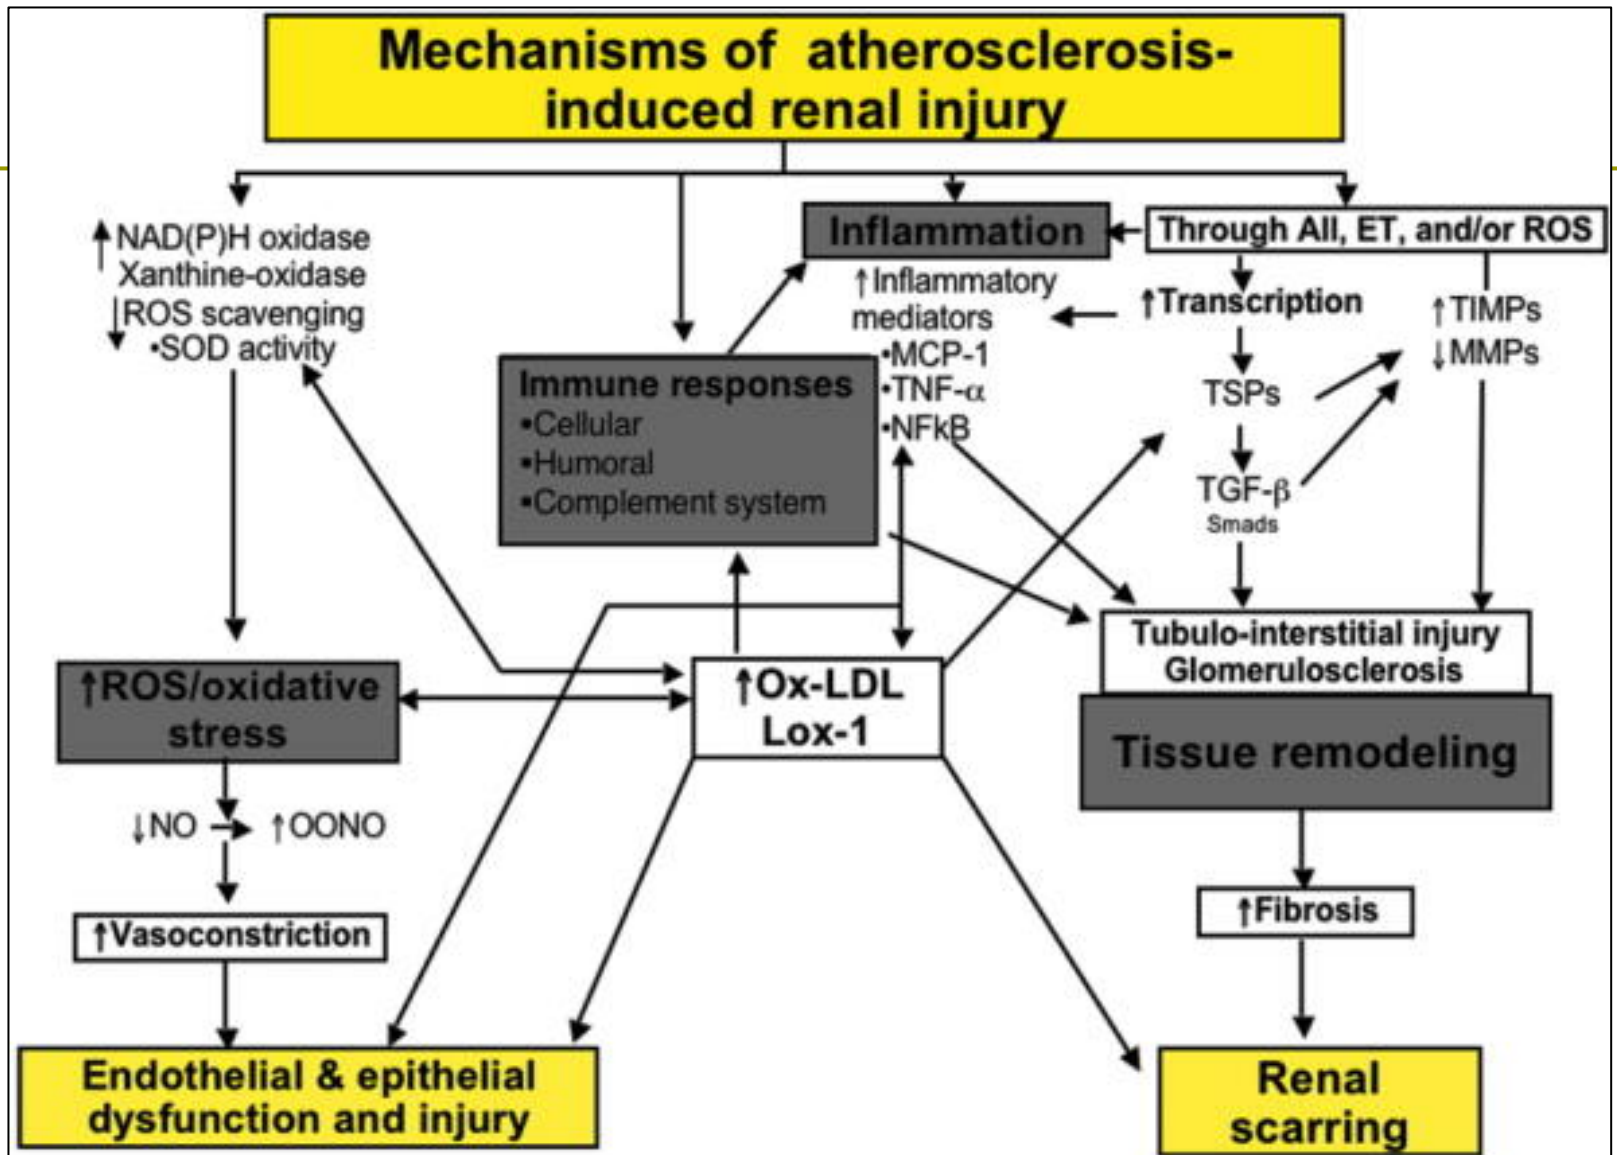 Mechanisms of atherosclerosis-
induced renal injury
↑NAD(P)H oxidase
Xanthine-oxidase
↓ROS scavenging
•SOD activity
Inflammation
↑Inflammatory
mediators
•MCP-1
•TNF-α
•NFkB
Through AII, ET, and/or ROS
↑Transcription
TSPs
TGF-β
Smads
↑TIMPs
↓MMPs
Immune responses
▪Cellular
▪Humoral
▪Complement system
↑ROS/oxidative
stress
↑Ox-LDL
Lox-1
Tubulo-interstitial injury
Glomerulosclerosis
Tissue remodeling
↓NO → ↑OONO
↑Vasoconstriction
↑Fibrosis
Endothelial & epithelial
dysfunction and injury
Renal
scarring